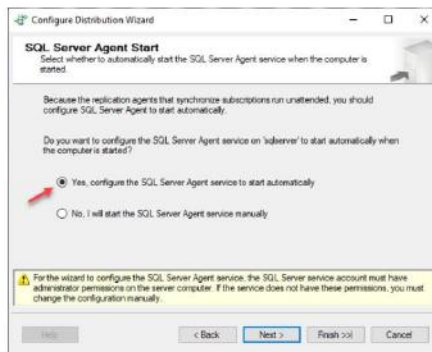 Configure Distribution Wizard
SQL Server Agent Start
Select whether to automatically start the SQL Server Agent service when the computer is
started.
Because the replication agents that synchronize subscriptions run unattended, you should
configure SQL Server Agent to start automatically.
Do you want to configure the SQL Server Agent service on 'sqlserver' to start automatically when
the computer is started?
Yes, configure the SQL Server Agent service to start automatically
No, I will start the SQL Server Agent service manually
For the wizard to configure the SQL Server Agent service, the SQL Server service account must have
administrator permissions on the server computer. If the service does not have these permissions, you must
change the configuration manually.
Help < Back Next > Finish >>| Cancel